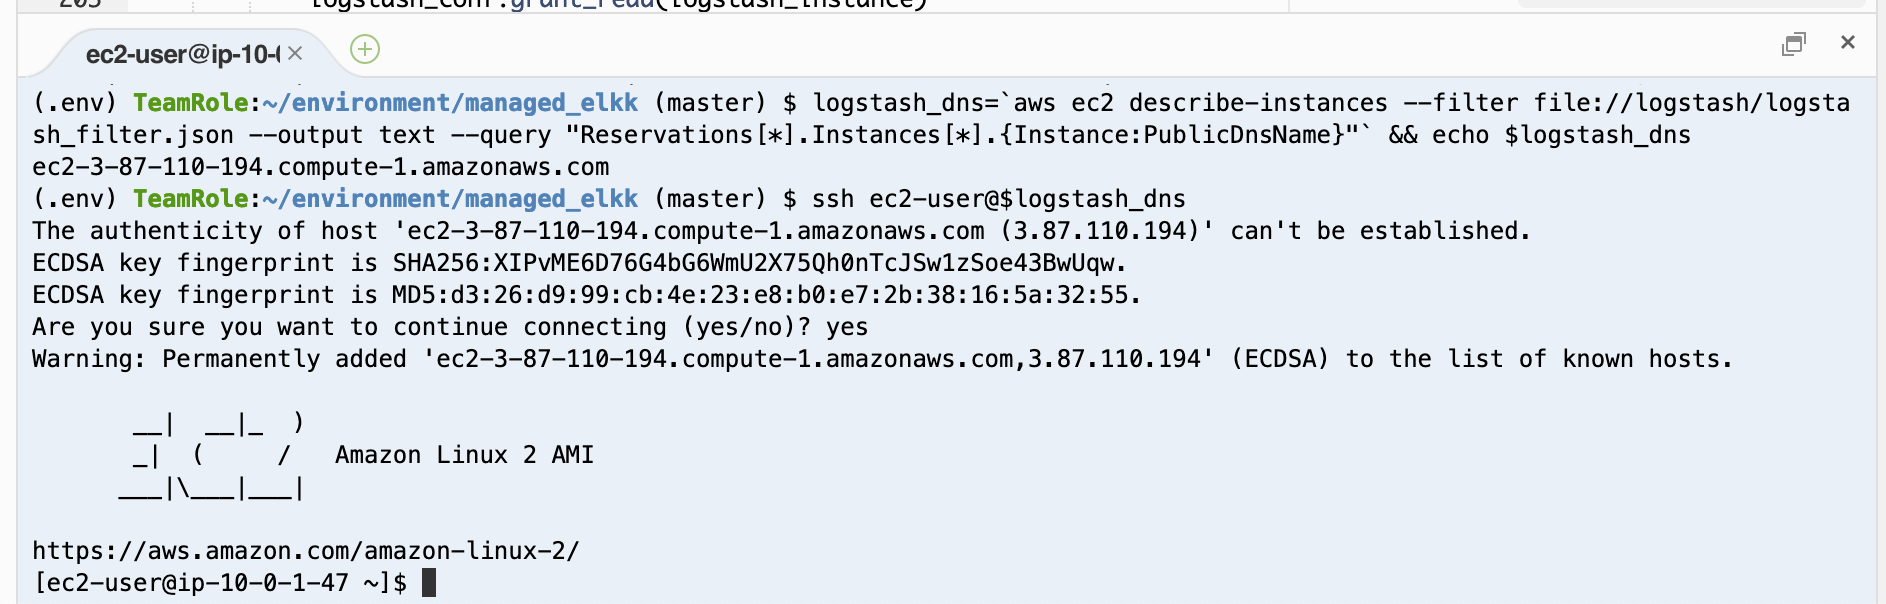 logstash_conf.grant_read(logstash_instance)
ec2-user@ip-10-
(.env) TeamRole:~/environment/managed_elkk (master) $ logstash_dns=`aws ec2 describe-instances --filter file://logstash/logsta
sh_filter.json --output text --query "Reservations[*].Instances[*].{Instance:PublicDnsName}"` && echo $logstash_dns
ec2-3-87-110-194.compute-1.amazonaws.com
(.env) TeamRole:~/environment/managed_elkk (master) $ ssh ec2-user@$logstash_dns
The authenticity of host 'ec2-3-87-110-194.compute-1.amazonaws.com (3.87.110.194)' can't be established.
ECDSA key fingerprint is SHA256:XIPvME6D76G4bG6WmU2X75Qh0nTcJSw1zSoe43BwUqw.
ECDSA key fingerprint is MD5:d3:26:d9:99:cb:4e:23:e8:b0:e7:2b:38:16:5a:32:55.
Are you sure you want to continue connecting (yes/no)? yes
Warning: Permanently added 'ec2-3-87-110-194.compute-1.amazonaws.com,3.87.110.194' (ECDSA) to the list of known hosts.
       __|  __|_  )
       _|  (     /   Amazon Linux 2 AMI
      ___|\___|___|
https://aws.amazon.com/amazon-linux-2/
[ec2-user@ip-10-0-1-47 ~]$